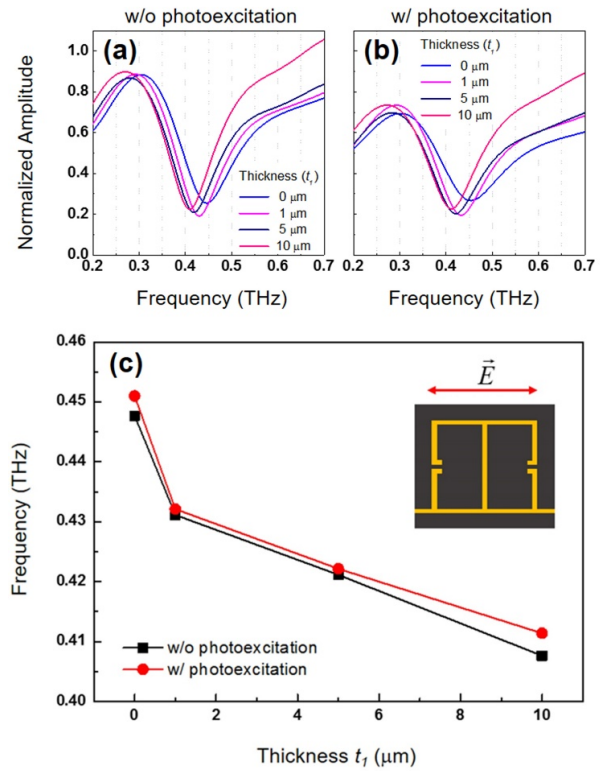 w/o photoexcitation
w/ photoexcitation
(a)
(b)
Thickness (t₁)
0 μm
1 μm
5 μm
10 μm
Thickness (t₁)
0 μm
1 μm
5 μm
10 μm
Normalized Amplitude
1.0
0.8
0.6
0.4
0.2
0.0
0.2 0.3 0.4 0.5 0.6 0.7
0.2 0.3 0.4 0.5 0.6 0.7
Frequency (THz)
Frequency (THz)
(c)
E
Frequency (THz)
0.46
0.45
0.44
0.43
0.42
0.41
0.40
w/o photoexcitation
w/ photoexcitation
0 2 4 6 8 10
Thickness t₁ (μm)